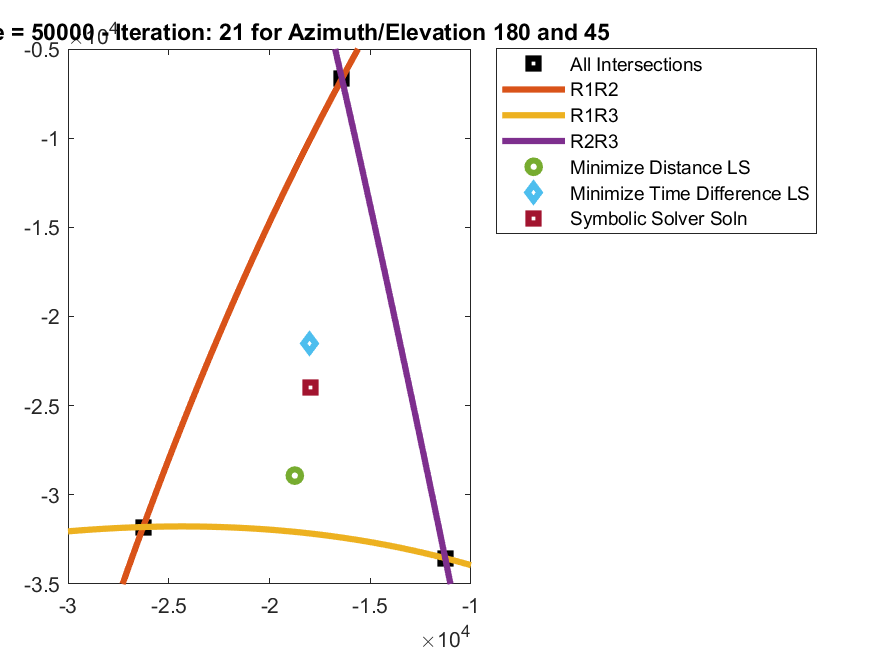 e = 50000 - Iteration: 21 for Azimuth/Elevation 180 and 45
×10^4
-0.5
-1
-1.5
-2
-2.5
-3
-3.5
-3 -2.5 -2 -1.5 -1
×10^4
All Intersections
R1R2
R1R3
R2R3
Minimize Distance LS
Minimize Time Difference LS
Symbolic Solver Soln